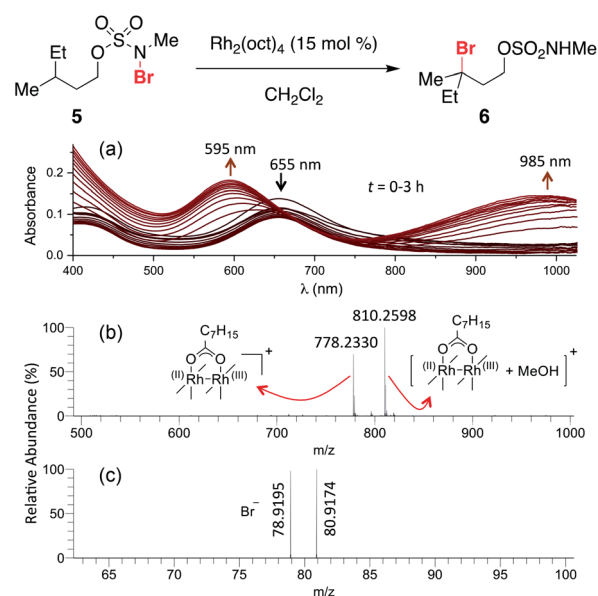 Et
O O
S
O
N
Me
Br
Me
5
Rh₂(oct)₄ (15 mol %)
CH₂Cl₂
Br
OSO₂NHMe
Me
Et
6
(a)
595 nm
655 nm
985 nm
t = 0-3 h
Absorbance
0.2
0.1
0.0
400 500 600 700 800 900 1000
λ (nm)
(b)
C₇H₁₅
O O
(II) Rh–Rh (III)
+
778.2330
810.2598
C₇H₁₅
O O
(II) Rh–Rh (III) + MeOH
+
100
50
0
500 600 700 800 900 1000
m/z
Relative Abundance (%)
(c)
Br⁻
78.9195
80.9174
100
50
0
65 70 75 80 85 90 95 100
m/z